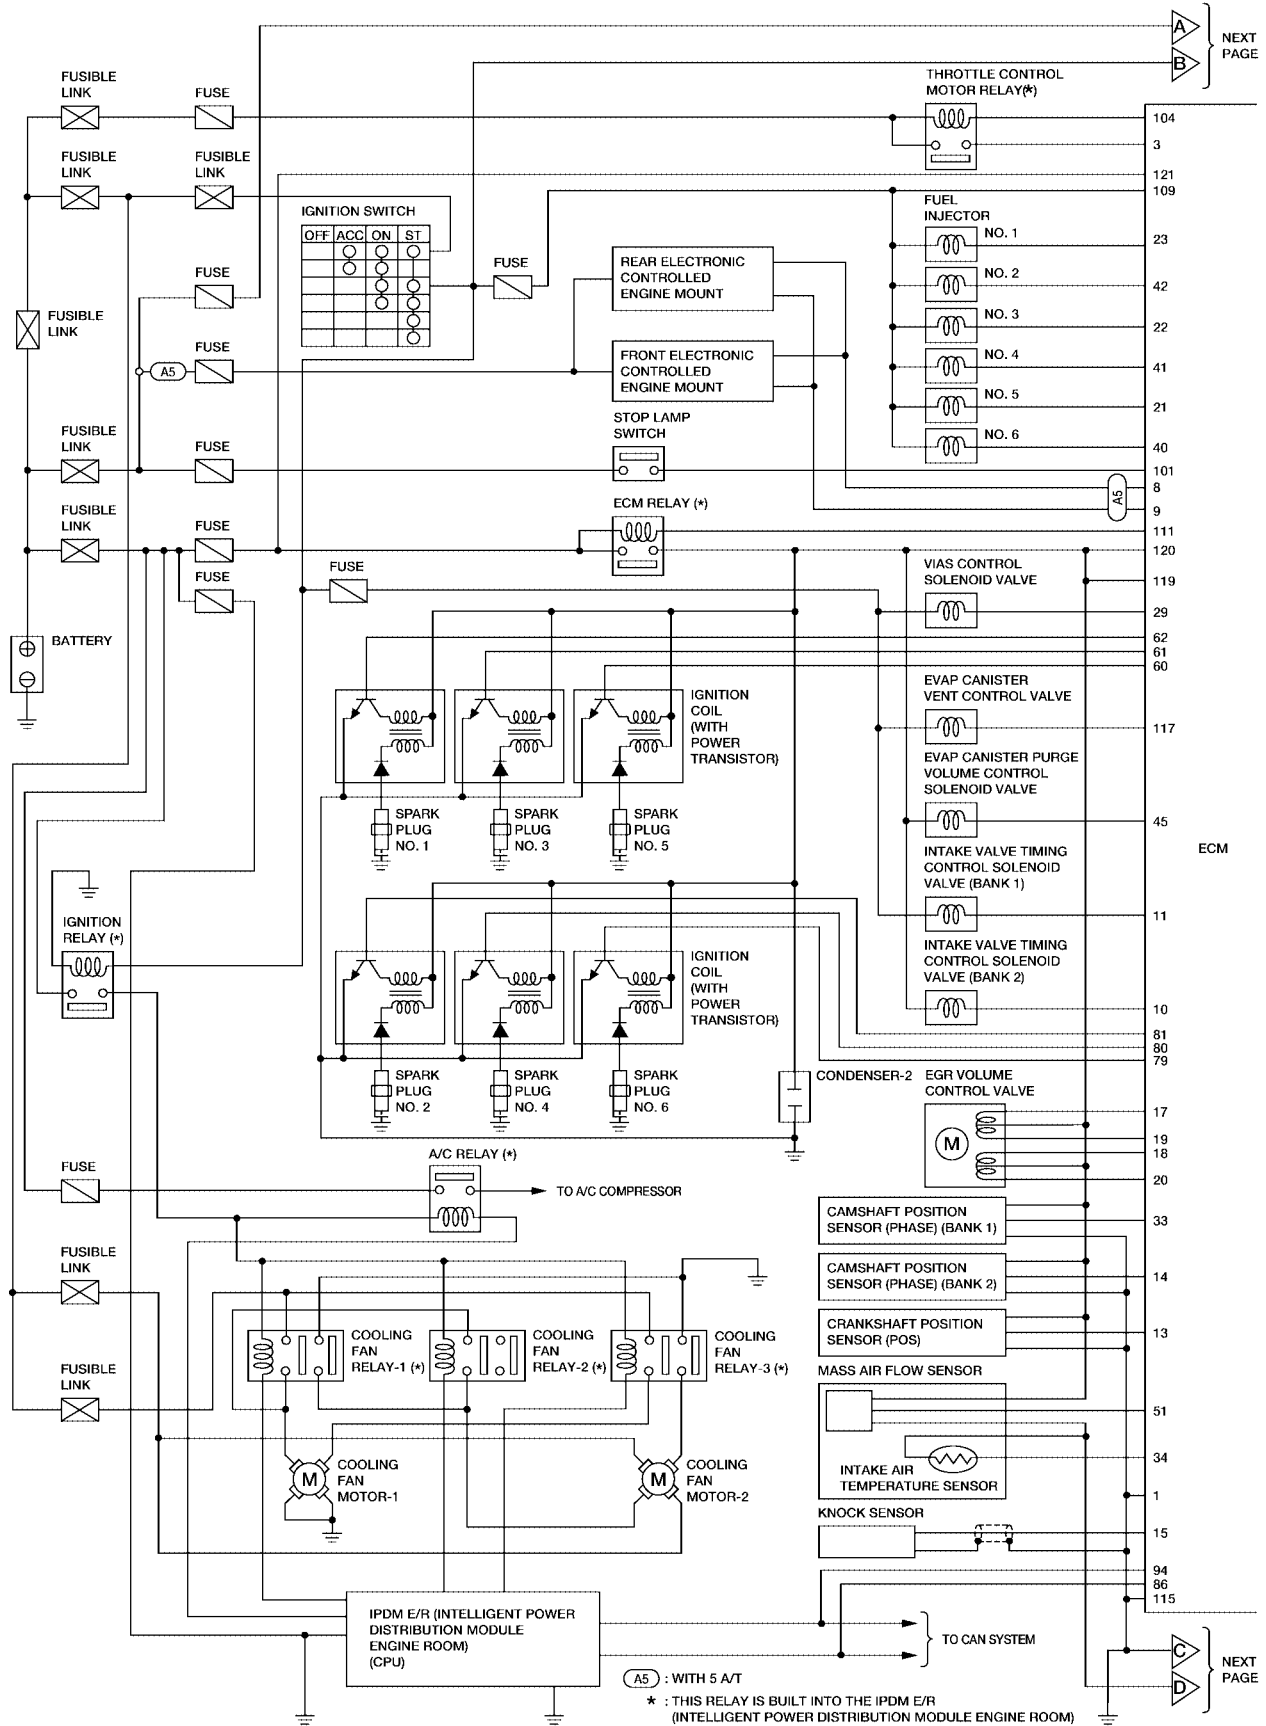 A
NEXT
PAGE
B
FUSIBLE
LINK
FUSE
THROTTLE CONTROL
MOTOR RELAY(*)
104
3
FUSIBLE
LINK
FUSIBLE
LINK
121
109
IGNITION SWITCH
OFF ACC ON ST
FUEL
INJECTOR
NO. 1
23
FUSE
FUSE
REAR ELECTRONIC
CONTROLLED
ENGINE MOUNT
NO. 2
42
FUSIBLE
LINK
NO. 3
22
FUSE
A5
FRONT ELECTRONIC
CONTROLLED
ENGINE MOUNT
NO. 4
41
NO. 5
21
STOP LAMP
SWITCH
FUSIBLE
LINK
FUSE
NO. 6
40
101
8
A5
9
ECM RELAY (*)
FUSIBLE
LINK
FUSE
111
120
FUSE
FUSE
VIAS CONTROL
SOLENOID VALVE
119
29
BATTERY
62
61
60
IGNITION
COIL
(WITH
POWER
TRANSISTOR)
EVAP CANISTER
VENT CONTROL VALVE
117
EVAP CANISTER PURGE
VOLUME CONTROL
SOLENOID VALVE
45
SPARK
PLUG
NO. 1
SPARK
PLUG
NO. 3
SPARK
PLUG
NO. 5
ECM
INTAKE VALVE TIMING
CONTROL SOLENOID
VALVE (BANK 1)
11
IGNITION
RELAY (*)
IGNITION
COIL
(WITH
POWER
TRANSISTOR)
INTAKE VALVE TIMING
CONTROL SOLENOID
VALVE (BANK 2)
10
81
80
79
SPARK
PLUG
NO. 2
SPARK
PLUG
NO. 4
SPARK
PLUG
NO. 6
CONDENSER-2
EGR VOLUME
CONTROL VALVE
M
17
19
18
20
A/C RELAY (*)
FUSE
TO A/C COMPRESSOR
CAMSHAFT POSITION
SENSOR (PHASE) (BANK 1)
33
FUSIBLE
LINK
CAMSHAFT POSITION
SENSOR (PHASE) (BANK 2)
14
COOLING
FAN
RELAY-1 (*)
COOLING
FAN
RELAY-2 (*)
COOLING
FAN
RELAY-3 (*)
CRANKSHAFT POSITION
SENSOR (POS)
13
FUSIBLE
LINK
MASS AIR FLOW SENSOR
51
34
INTAKE AIR
TEMPERATURE SENSOR
M
COOLING
FAN
MOTOR-1
M
COOLING
FAN
MOTOR-2
1
KNOCK SENSOR
15
94
86
115
IPDM E/R (INTELLIGENT POWER
DISTRIBUTION MODULE
ENGINE ROOM)
(CPU)
TO CAN SYSTEM
C
NEXT
PAGE
D
A5 : WITH 5 A/T
* : THIS RELAY IS BUILT INTO THE IPDM E/R
(INTELLIGENT POWER DISTRIBUTION MODULE ENGINE ROOM)